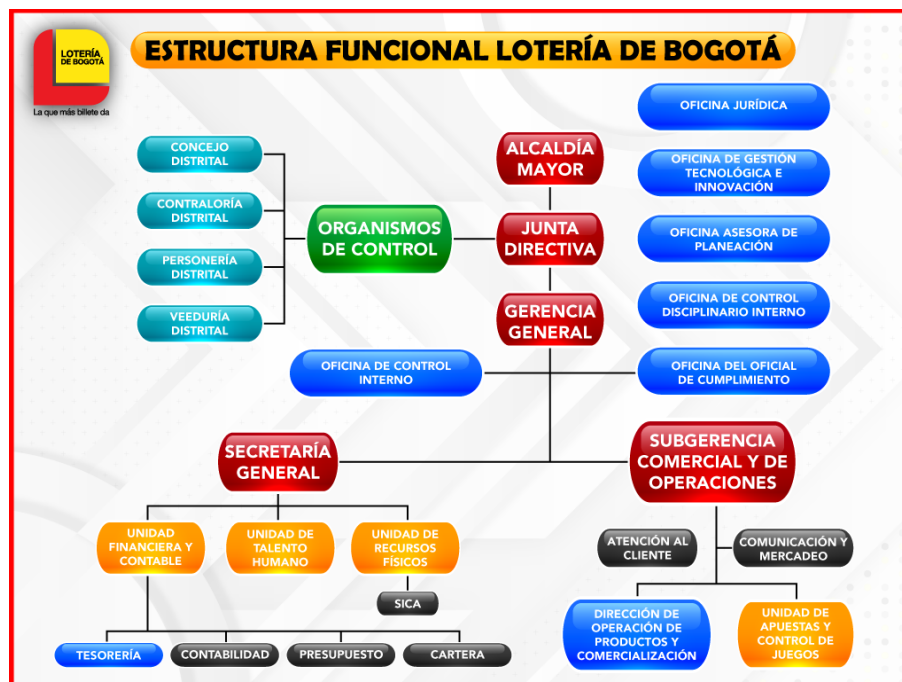 LOTERÍA
DE BOGOTÁ
La que más billete da
ESTRUCTURA FUNCIONAL LOTERÍA DE BOGOTÁ
OFICINA JURÍDICA
CONCEJO
DISTRITAL
ALCALDÍA
MAYOR
OFICINA DE GESTIÓN
TECNOLÓGICA E
INNOVACIÓN
CONTRALORÍA
DISTRITAL
ORGANISMOS
DE CONTROL
JUNTA
DIRECTIVA
OFICINA ASESORA DE
PLANEACIÓN
PERSONERÍA
DISTRITAL
VEEDURÍA
DISTRITAL
GERENCIA
GENERAL
OFICINA DE CONTROL
DISCIPLINARIO INTERNO
OFICINA DE CONTROL
INTERNO
OFICINA DEL OFICIAL
DE CUMPLIMIENTO
SECRETARÍA
GENERAL
SUBGERENCIA
COMERCIAL Y DE
OPERACIONES
UNIDAD
FINANCIERA Y
CONTABLE
UNIDAD DE
TALENTO
HUMANO
UNIDAD DE
RECURSOS
FÍSICOS
ATENCIÓN AL
CLIENTE
COMUNICACIÓN Y
MERCADEO
SICA
DIRECCIÓN DE
OPERACIÓN DE
PRODUCTOS Y
COMERCIALIZACIÓN
UNIDAD DE
APUESTAS Y
CONTROL DE
JUEGOS
TESORERÍA
CONTABILIDAD
PRESUPUESTO
CARTERA